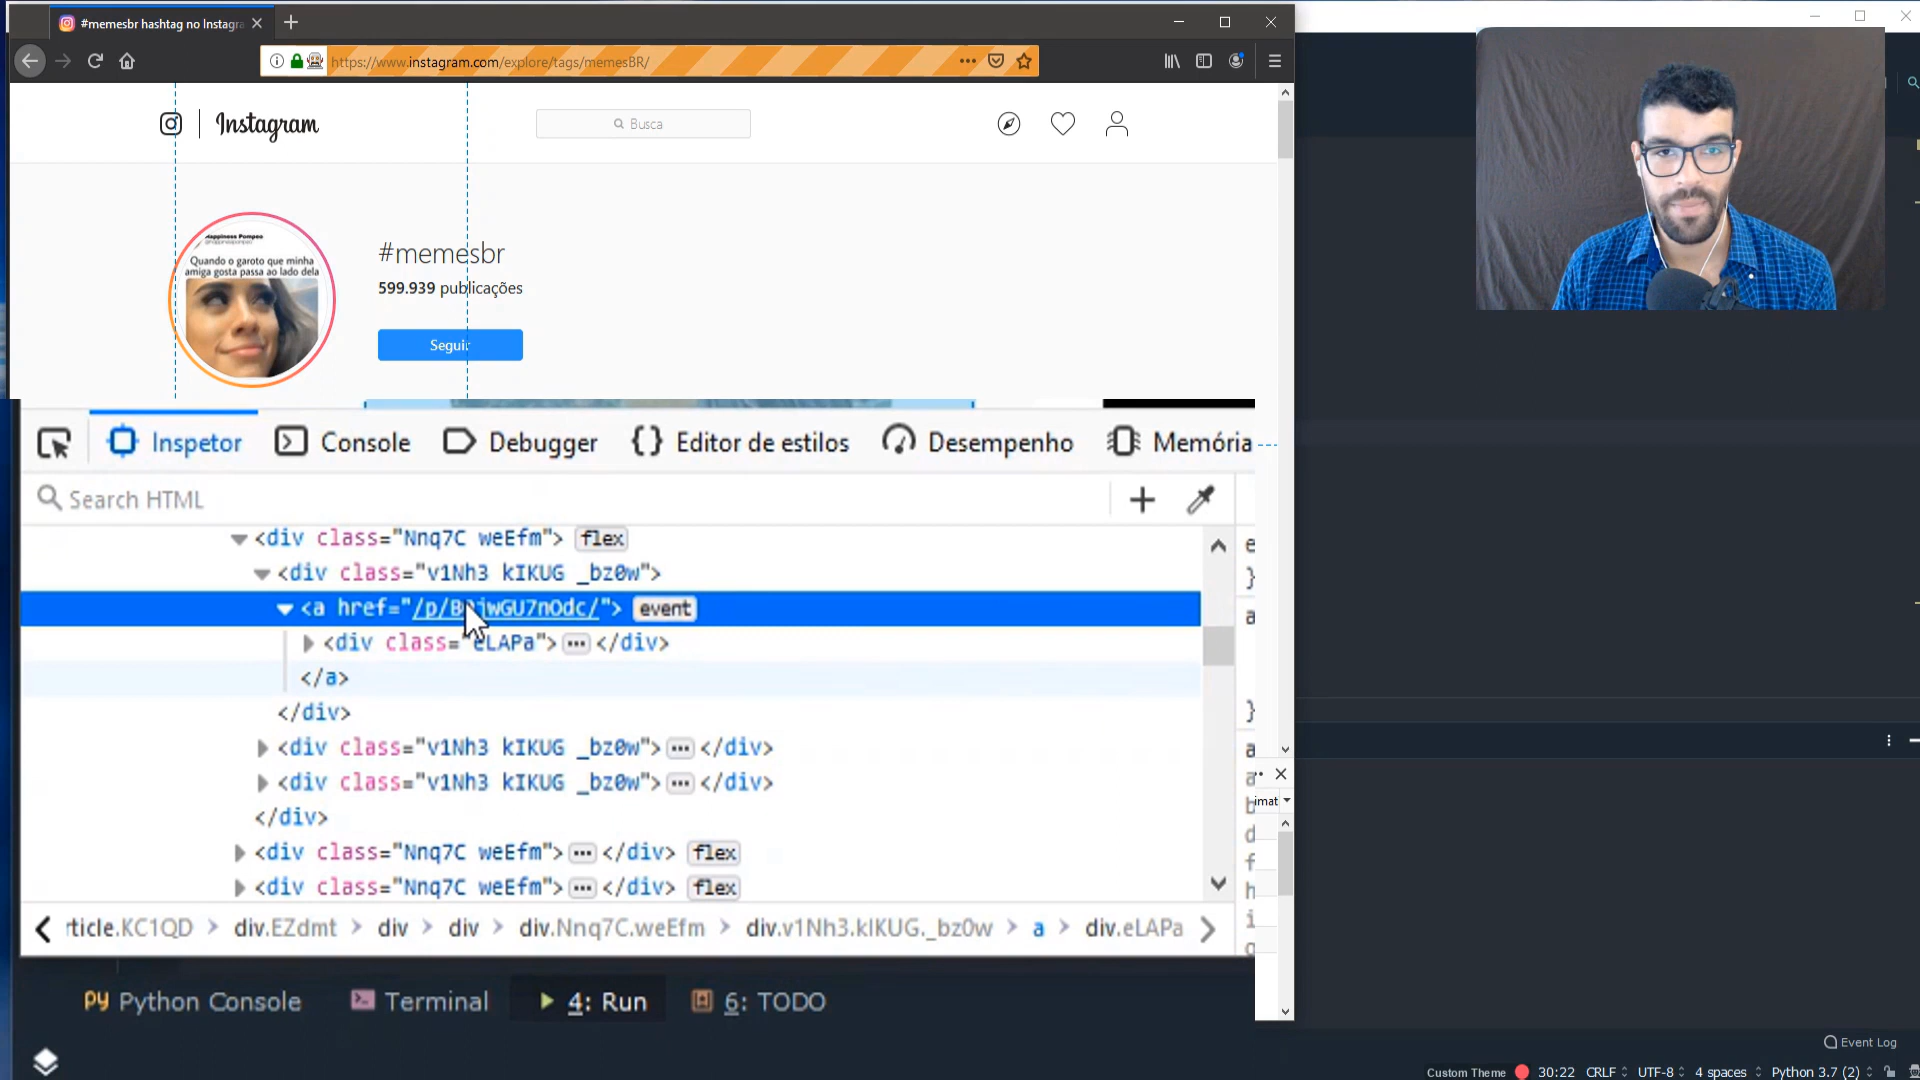 #memesbr hashtag no Instagra
https://www.instagram.com/explore/tags/memesBR/
Instagram
Busca
Happiness Pompeo
Quando o garoto que minha
amiga gosta passa ao lado dela
#memesbr
599.939 publicações
Seguir
Inspetor
Console
Debugger
Editor de estilos
Desempenho
Memória
Search HTML
<div class="Nnq7C weEfm"> flex
<div class="v1Nh3 kIKUG _bz0w">
/"> event
<div class="eLAPa"> ••• </div>
</a>
</div>
<div class="v1Nh3 kIKUG _bz0w"> ••• </div>
<div class="v1Nh3 kIKUG _bz0w"> ••• </div>
</div>
<div class="Nnq7C weEfm"> ••• </div> flex
<div class="Nnq7C weEfm"> ••• </div> flex
rticle.KC1QD > div.EZdmt > div > div > div.Nnq7C.weEfm > div.v1Nh3.kIKUG._bz0w > a > div.eLAPa
imat
Python Console
Terminal
4: Run
6: TODO
Event Log
Custom Theme
30:22
CRLF
UTF-8
4 spaces
Python 3.7 (2)